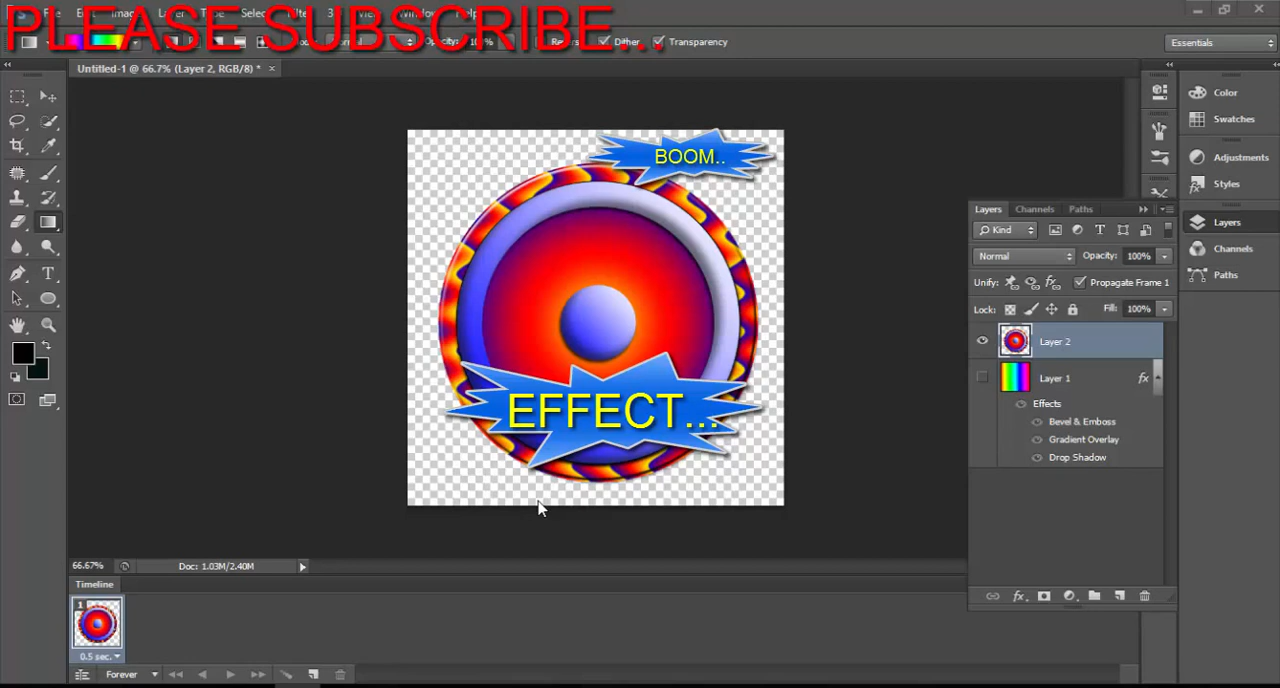 PLEASE SUBSCRIBE...
Opacity:
Dither
Transparency
Essentials
Untitled-1 @ 66.7% (Layer 2, RGB/8) *
BOOM..
EFFECT...
Color
Swatches
Adjustments
Styles
Layers
Channels
Paths
Layers
Channels
Paths
Kind
Normal
Opacity: 100%
Unify:
Propagate Frame 1
Lock:
Fill: 100%
Layer 2
Layer 1
fx
Effects
Bevel & Emboss
Gradient Overlay
Drop Shadow
66.67%
Doc: 1.03M/2.40M
Timeline
1
0.5 sec.
Forever